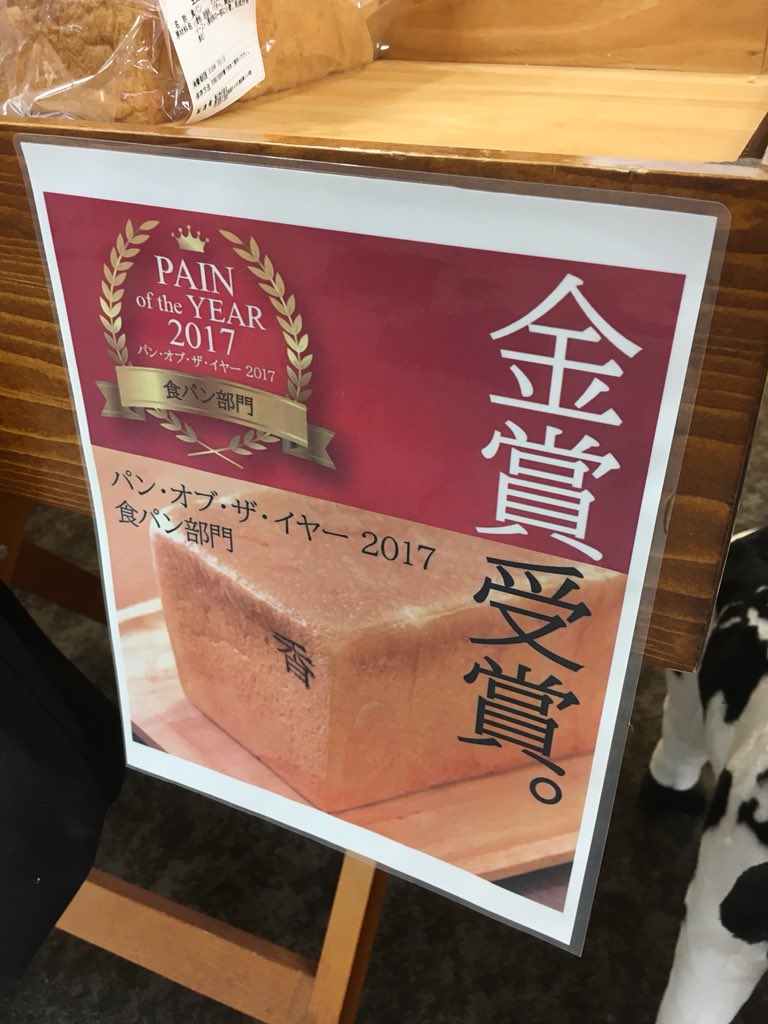 PAIN
of the YEAR
2017
パン・オブ・ザ・イヤー 2017
食パン部門
金賞受賞。
パン・オブ・ザ・イヤー 2017
食パン部門
香